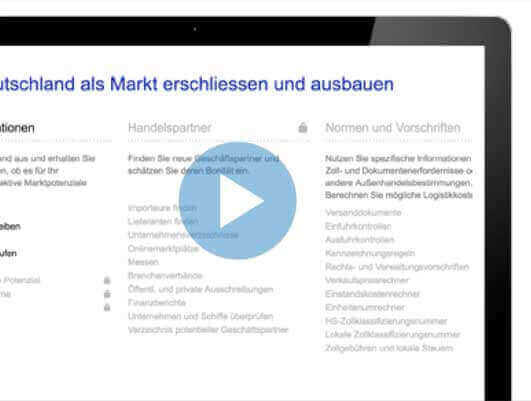 utschland als Markt erschliessen und ausbauen
tionen
nd aus und erhalten Sie
n, ob es für Ihr
ektive Marktpotenziale
eiben
ufen
Potenzial
me
Handelspartner
Finden Sie neue Geschäftspartner und
schätzen Sie deren Bonität ein.
Importeure finden
Lieferanten finden
Unternehmensverzeichnisse
Onlinemarktplätze
Messen
Branchenverbände
Öffentl. und private Ausschreibungen
Finanzberichte
Unternehmen und Schiffe überprüfen
Verzeichnis potentieller Geschäftspartner
Normen und Vorschriften
Nutzen Sie spezifische Informationen
Zoll- und Dokumentenerfordernisse od
andere Außenhandelsbestimmungen.
Berechnen Sie mögliche Logistikkoste
Versanddokumente
Einfuhrkontrollen
Ausfuhrkontrollen
Kennzeichnungsregeln
Rechts- und Verwaltungsvorschriften
Verkaufspreisrechner
Einstandskostenrechner
Einheitenumrechner
HS-Zollklassifizierungsnummer
Lokale Zollklassifizierungsnummer
Zollgebühren und lokale Steuern